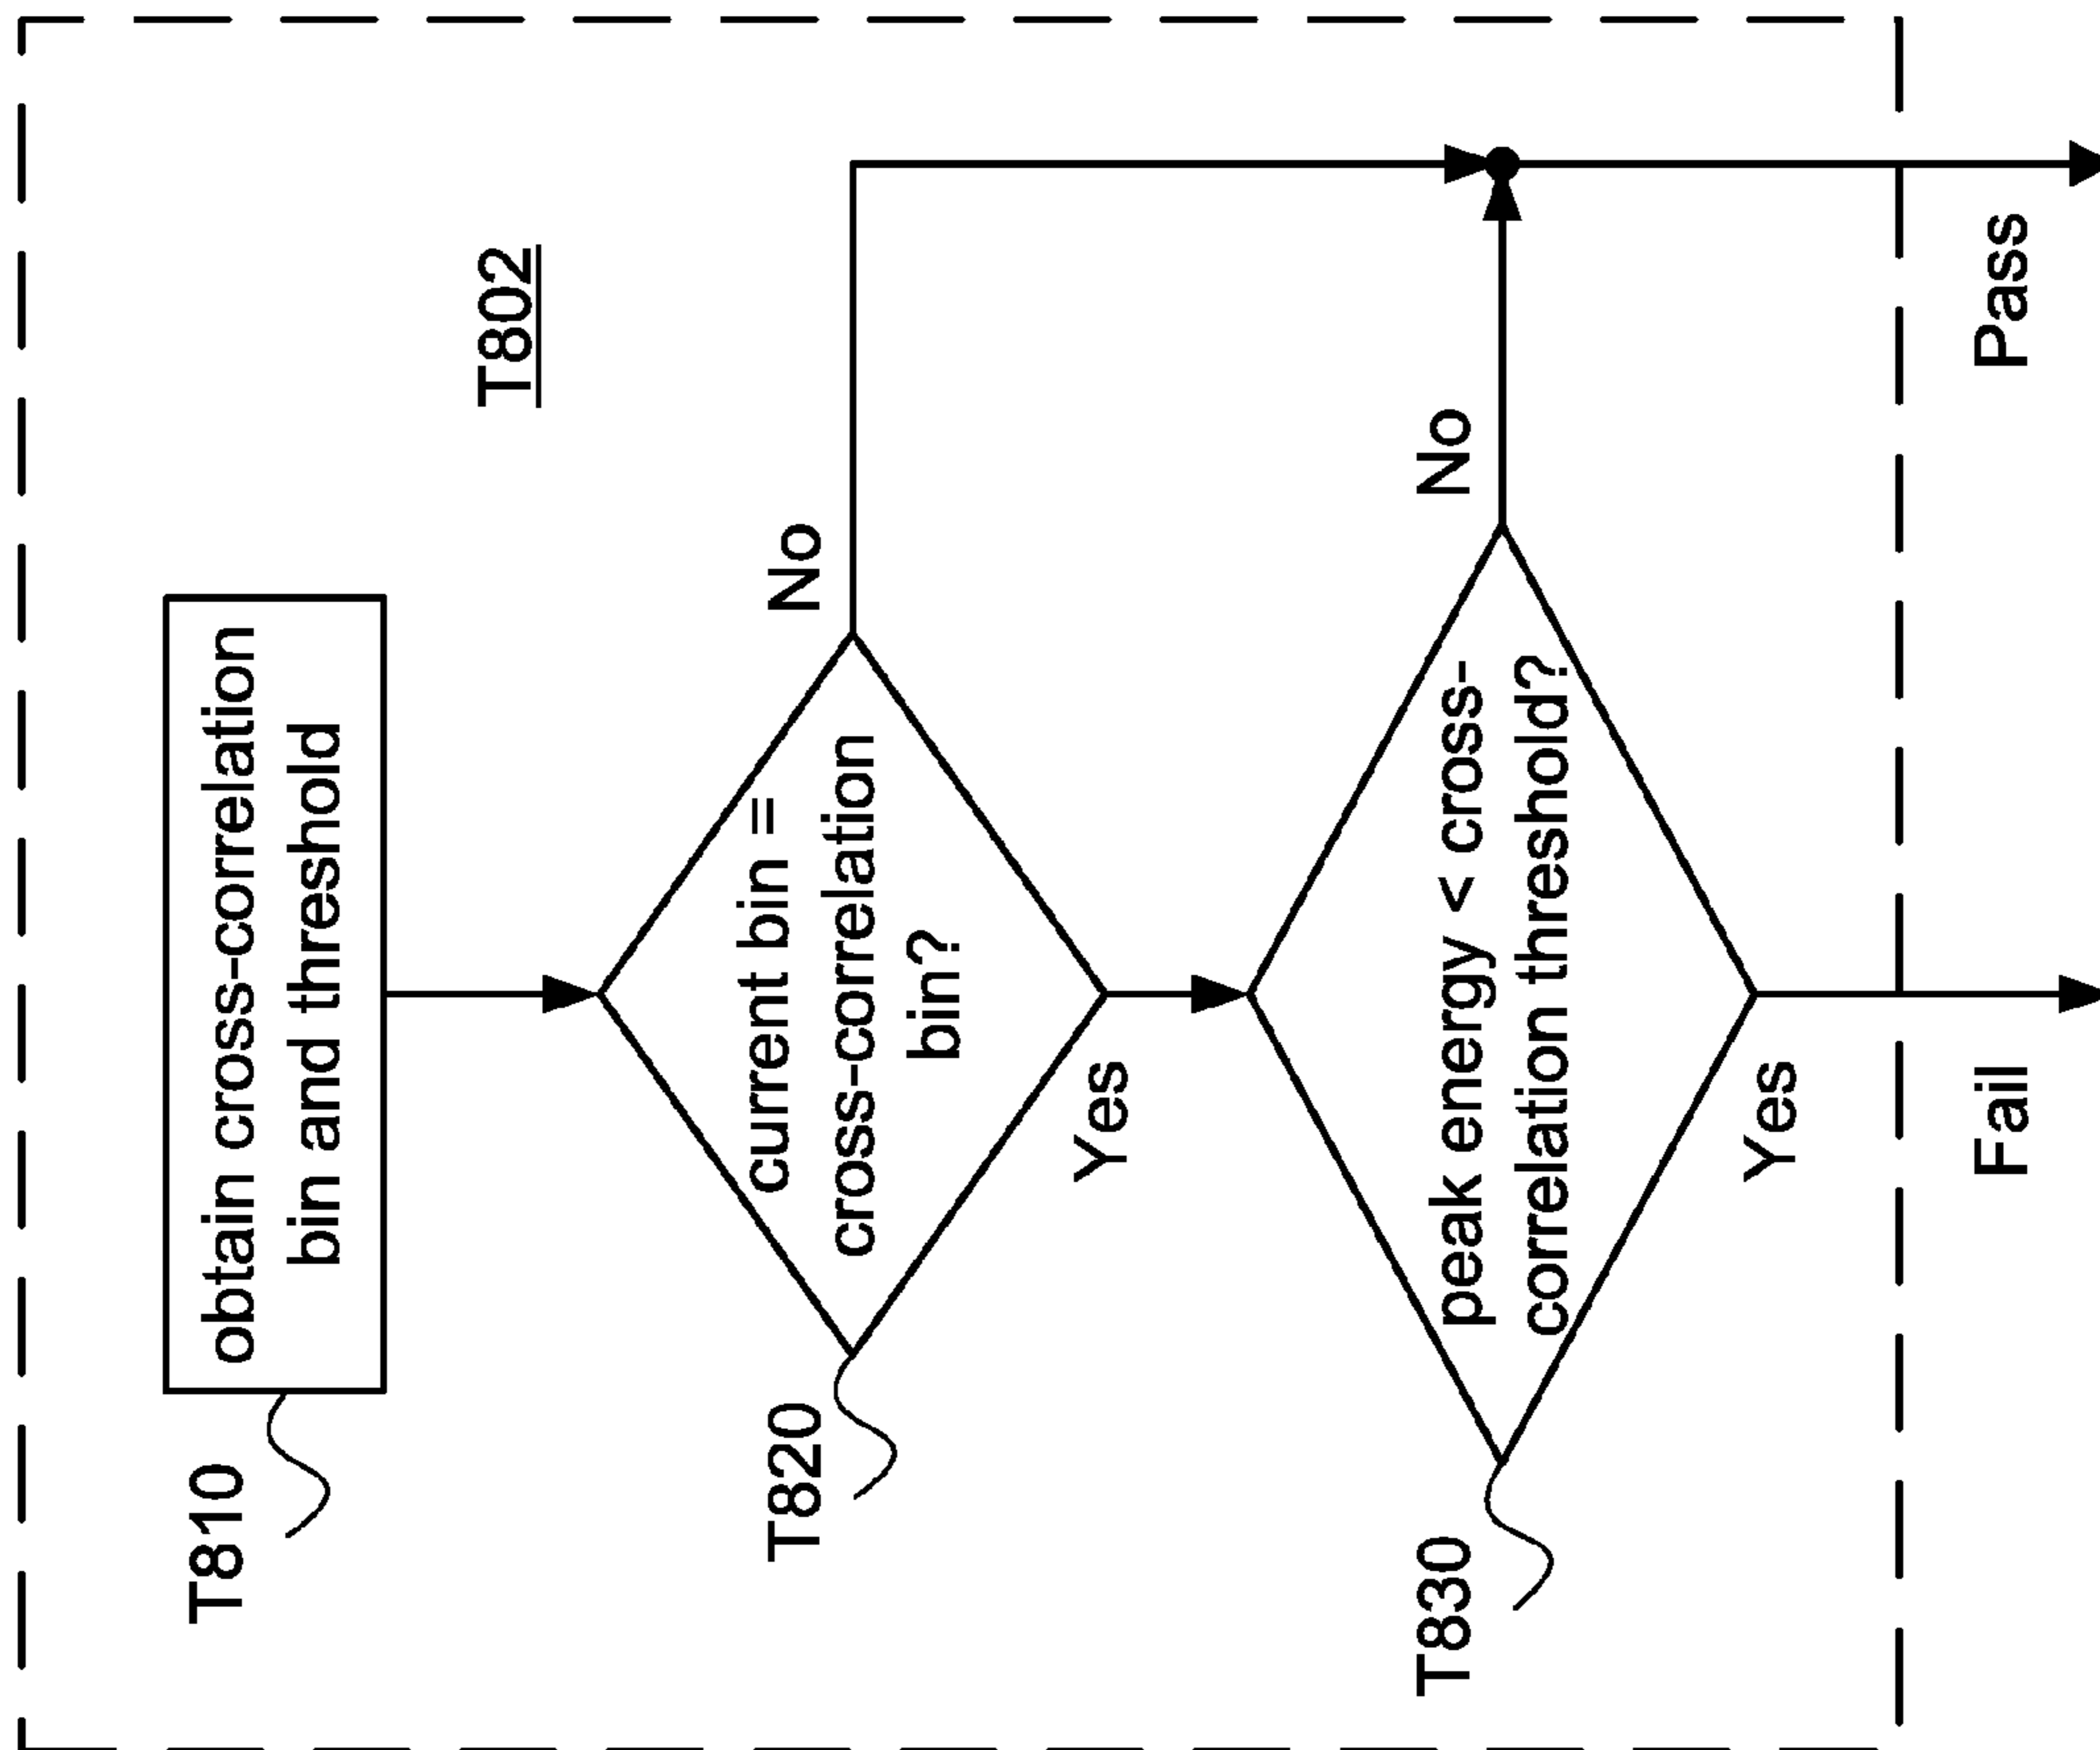 T810
obtain cross-correlation
bin and threshold
T802
T820
current bin =
cross-correlation
bin?
No
Yes
T830
peak energy < cross-
correlation threshold?
No
Yes
Fail
Pass